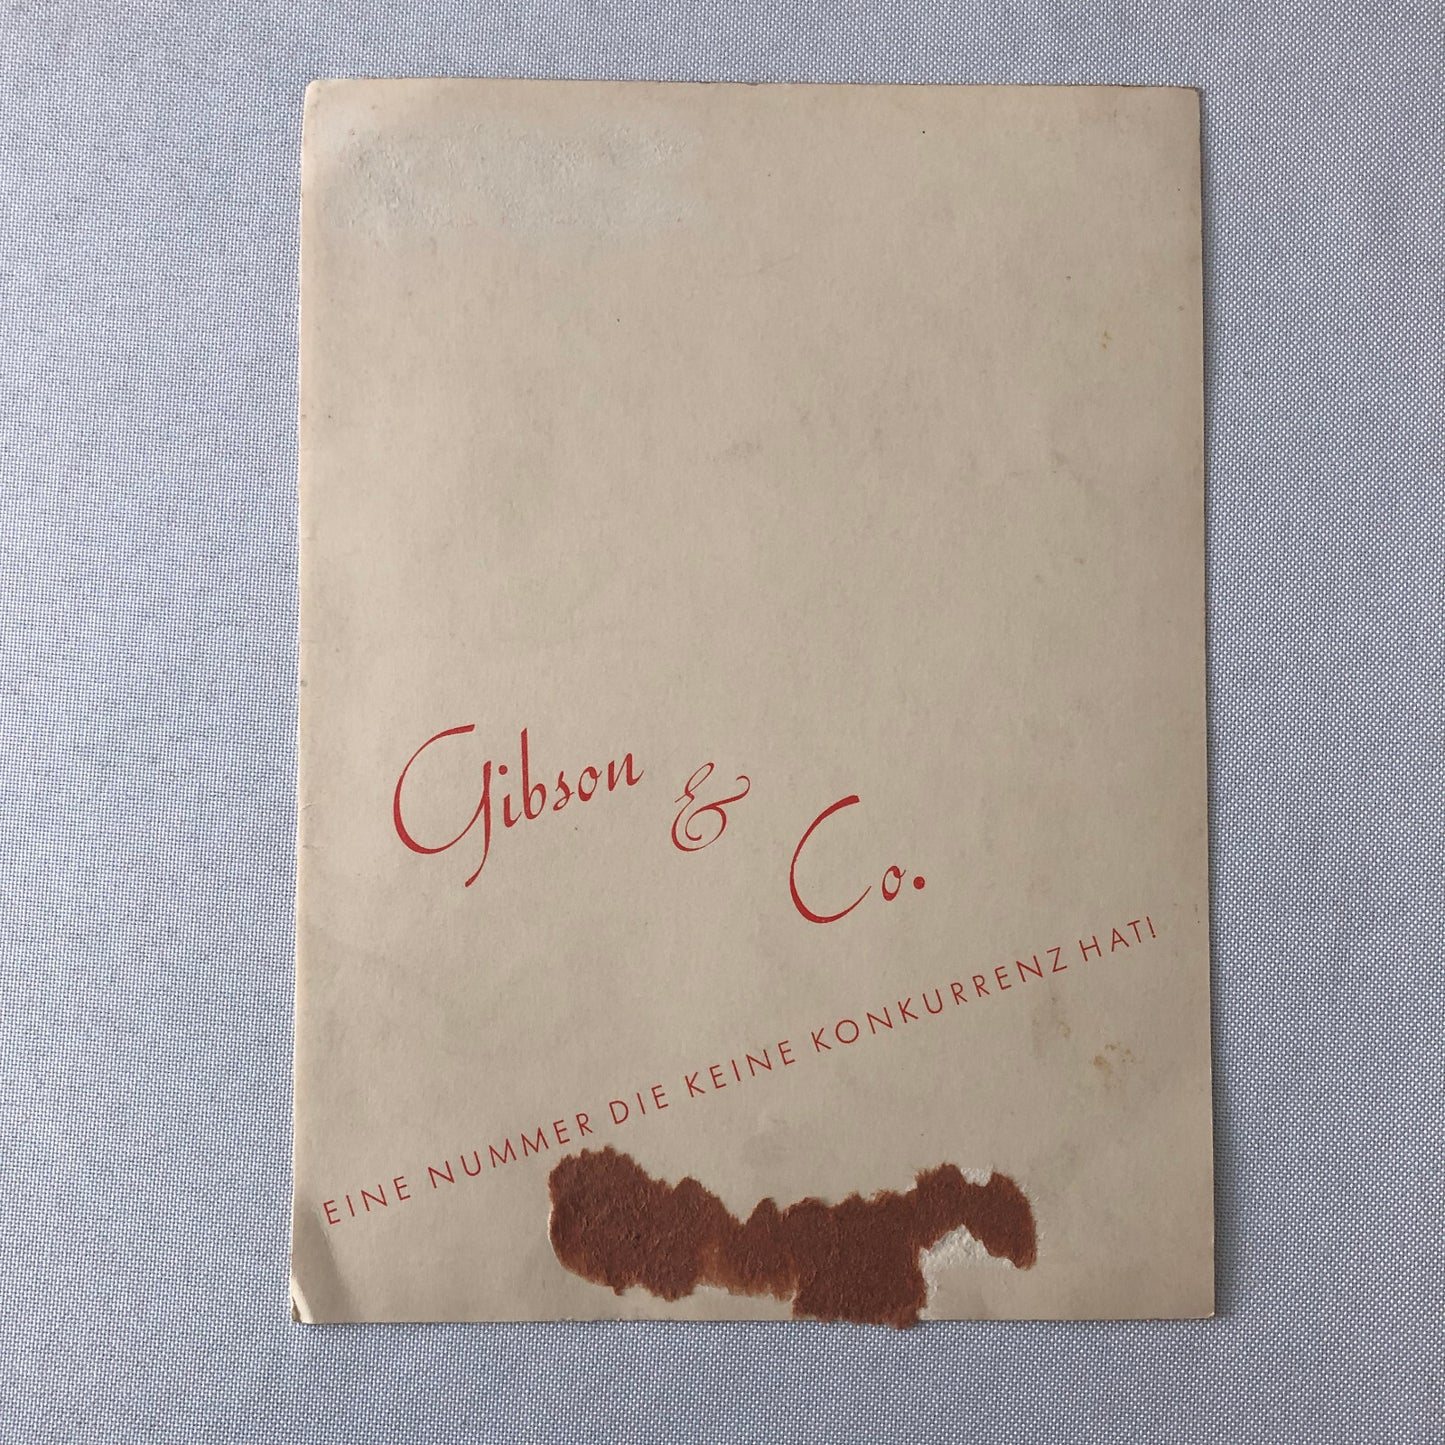 Gibson & Co.
EINE NUMMER DIE KEINE KONKURRENZ HAT!